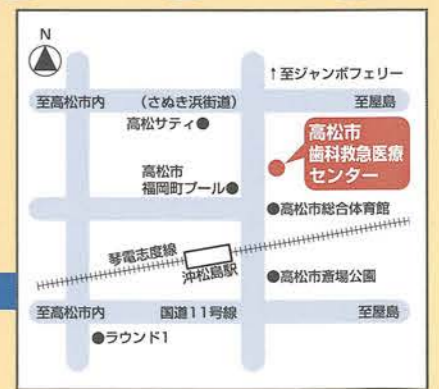 N
↑至ジャンボフェリー
至高松市内
(さぬき浜街道)
至屋島
高松サティ●
高松市
歯科救急医療
センター
高松市
福岡町プール●
●高松市総合体育館
琴電志度線
沖松島駅
●高松市斎場公園
至高松市内
国道11号線
至屋島
●ラウンド1